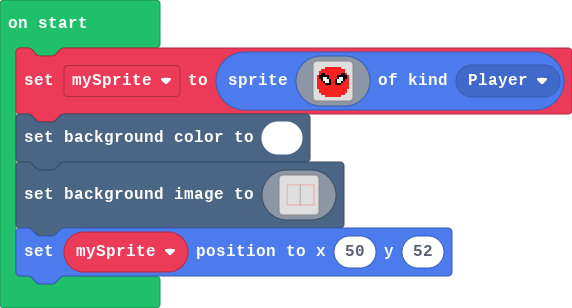 on start
set mySprite to sprite of kind Player
set background color to
set background image to
set mySprite position to x 50 y 52